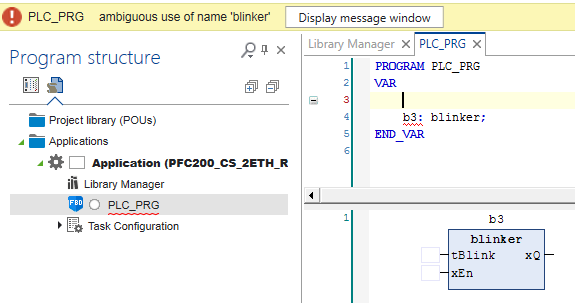 PLC_PRG ambiguous use of name 'blinker' Display message window
Program structure
Library Manager PLC_PRG
Project library (POUs)
Applications
Application (PFC200_CS_2ETH_R
Library Manager
FBD PLC_PRG
Task Configuration
1 PROGRAM PLC_PRG
2 VAR
3
4 b3: blinker;
5 END_VAR
6
1
b3
blinker
tBlink xQ
xEn